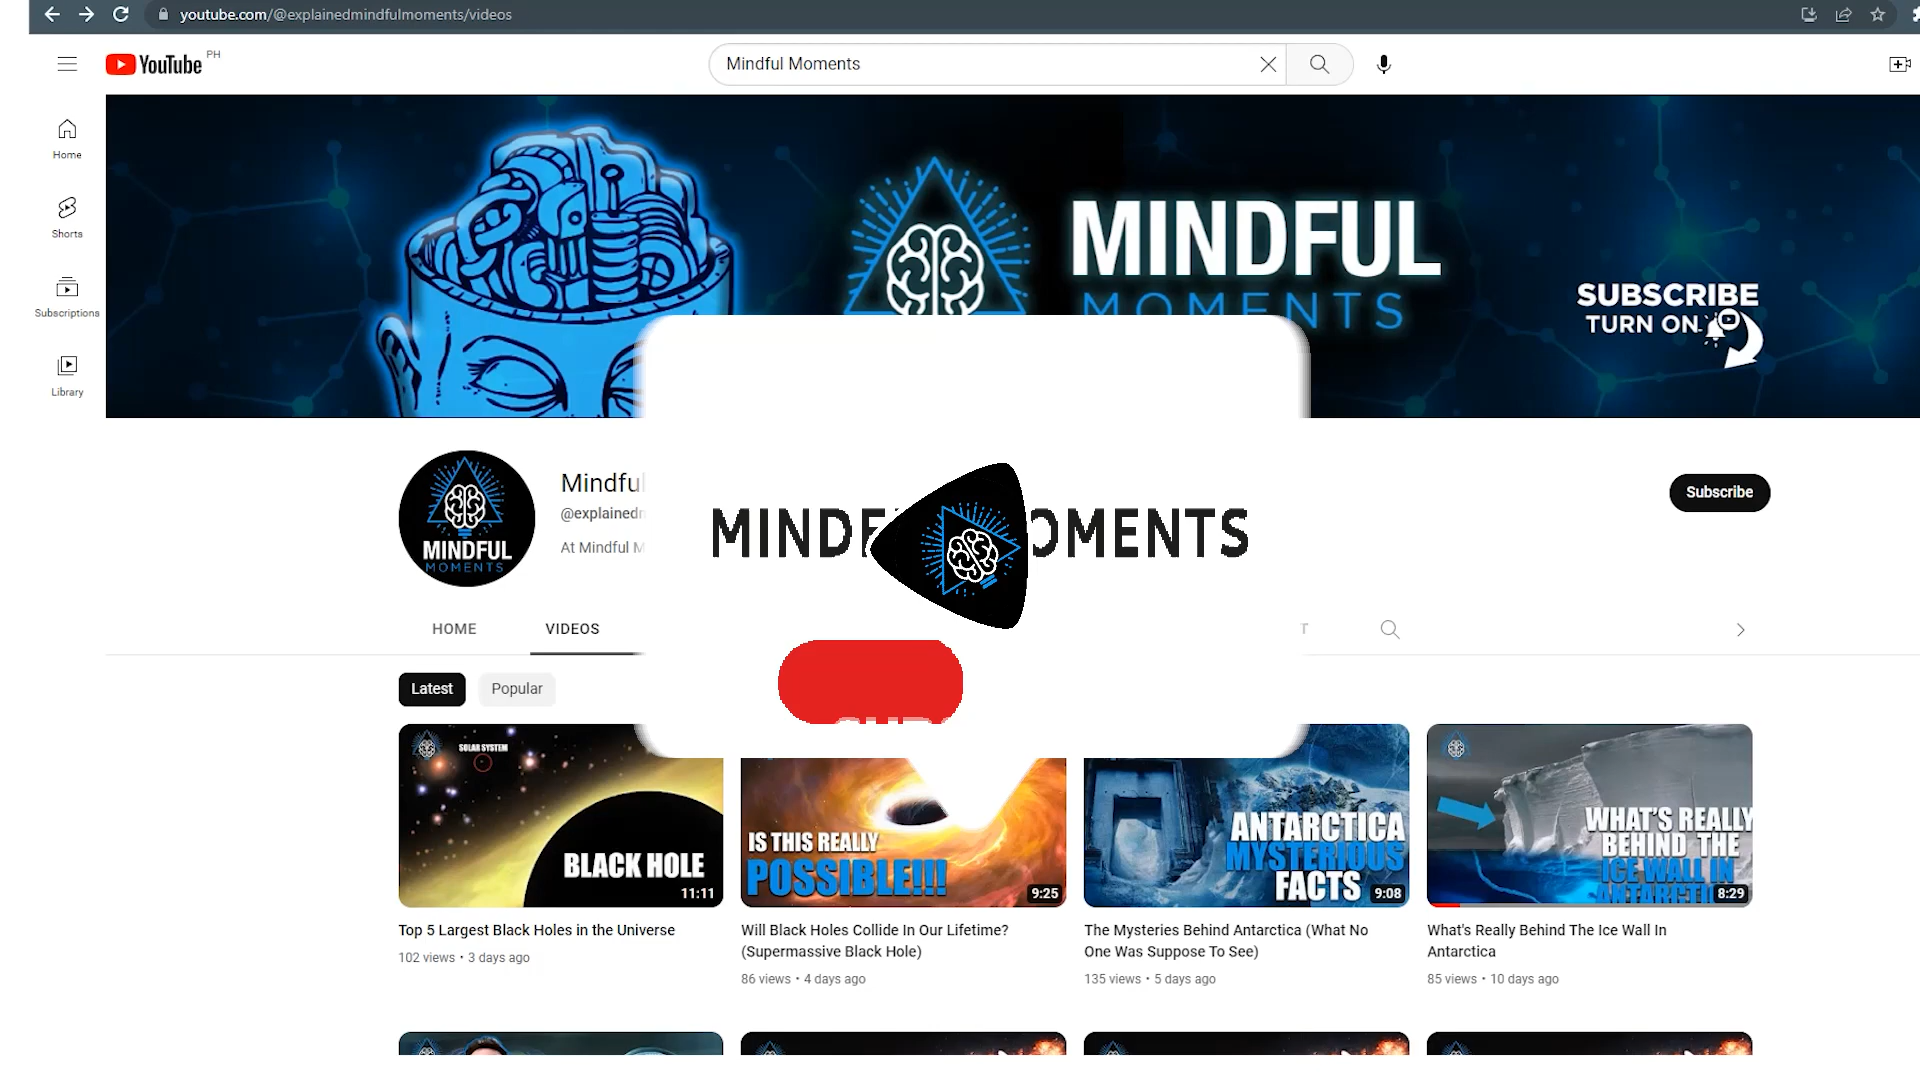 youtube.com/@explainedmindfulmoments/videos
YouTube PH
Mindful Moments
Home
Shorts
Subscriptions
Library
MINDFUL
MOMENTS
SUBSCRIBE
TURN ON
MINDFUL
MOMENTS
Mindful
@explained
At Mindful M
Subscribe
MOMENTS
HOME
VIDEOS
T
Latest
Popular
SOLAR SYSTEM
BLACK HOLE
11:11
IS THIS REALLY
POSSIBLE!!!
9:25
ANTARCTICA
MYSTERIOUS
FACTS
9:08
WHAT'S REALLY
BEHIND THE
ICE WALL IN
8:29
Top 5 Largest Black Holes in the Universe
102 views • 3 days ago
Will Black Holes Collide In Our Lifetime?
(Supermassive Black Hole)
86 views • 4 days ago
The Mysteries Behind Antarctica (What No
One Was Suppose To See)
135 views • 5 days ago
What's Really Behind The Ice Wall In
Antarctica
85 views • 10 days ago